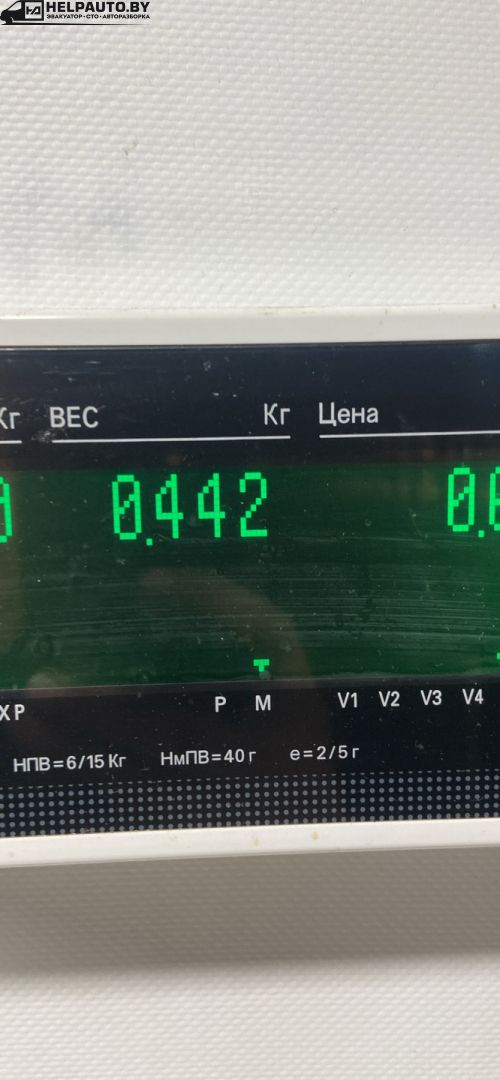 HELPAUTO.BY
ЭВАКУАТОР • СТО • АВТОРАЗБОРКА
Кг ВЕС Кг Цена
0.442 0.
ХР Р М V1 V2 V3 V4
НПВ=6/15 Кг НмПВ=40 г е=2/5 г